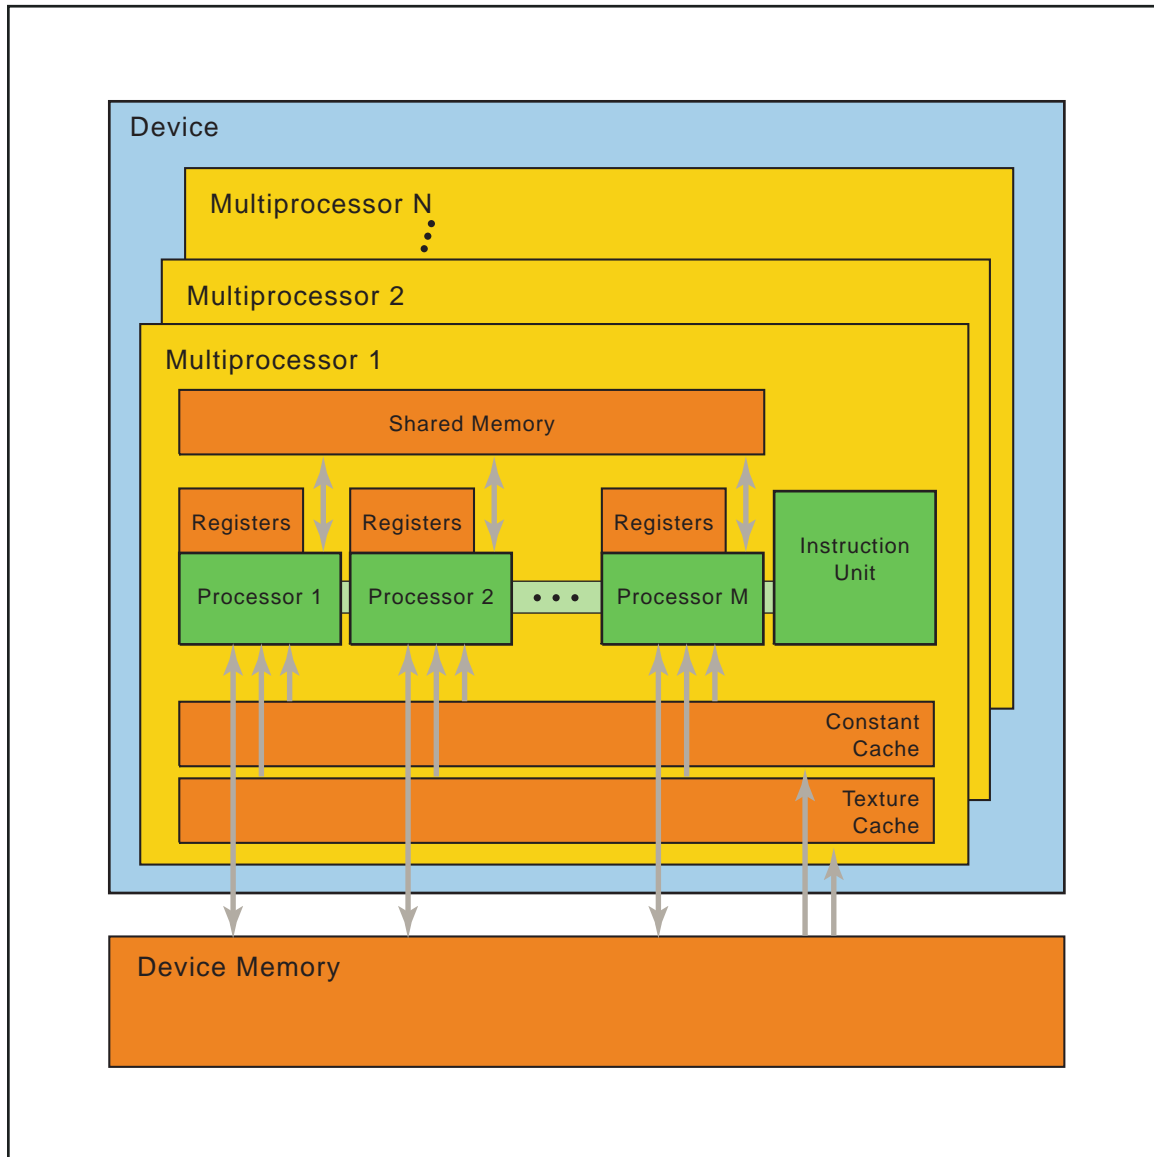 Device
Multiprocessor N
Multiprocessor 2
Multiprocessor 1
Shared Memory
Registers
Registers
Registers
Instruction
Unit
Processor 1
Processor 2
Processor M
Constant
Cache
Texture
Cache
Device Memory